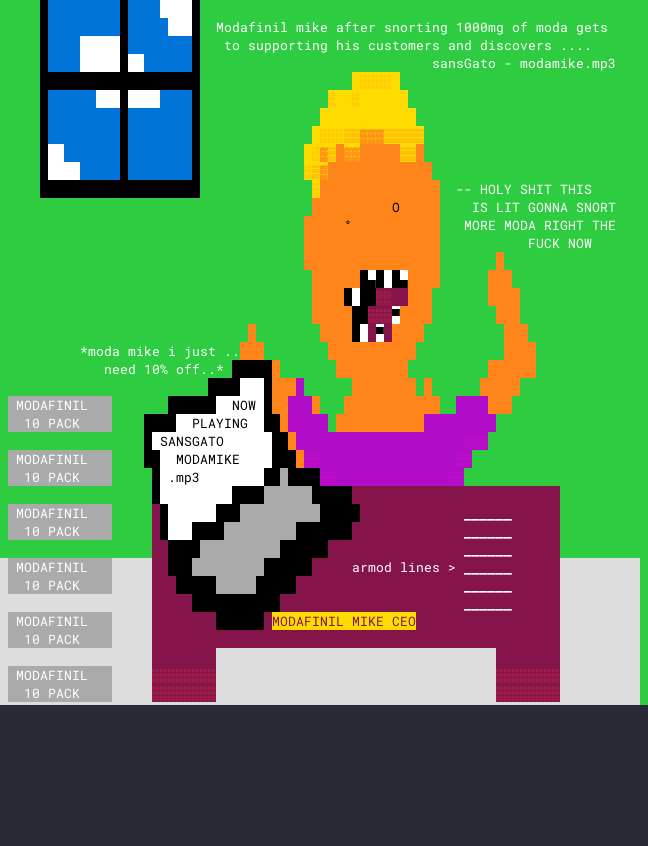 Modafinil mike after snorting 1000mg of moda gets
to supporting his customers and discovers ....
sansGato - modamike.mp3
-- HOLY SHIT THIS
IS LIT GONNA SNORT
MORE MODA RIGHT THE
FUCK NOW
*moda mike i just ..
need 10% off..*
NOW
PLAYING
SANSGATO
MODAMIKE
.mp3
MODAFINIL
10 PACK
MODAFINIL
10 PACK
MODAFINIL
10 PACK
MODAFINIL
10 PACK
MODAFINIL
10 PACK
MODAFINIL
10 PACK
armod lines >
MODAFINIL MIKE CEO